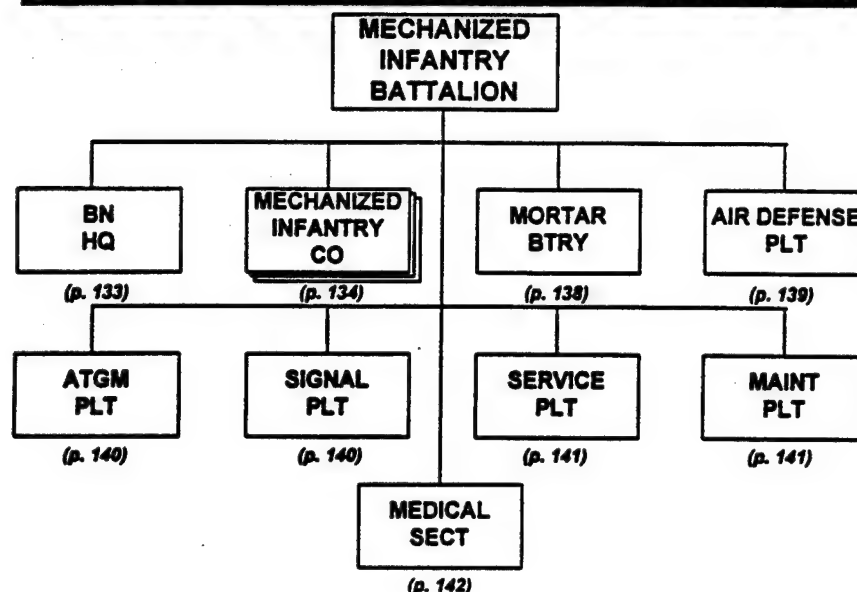 MECHANIZED
INFANTRY
BATTALION
BN
HQ
(p. 133)
MECHANIZED
INFANTRY
CO
(p. 134)
MORTAR
BTRY
(p. 138)
AIR DEFENSE
PLT
(p. 139)
ATGM
PLT
(p. 140)
SIGNAL
PLT
(p. 140)
SERVICE
PLT
(p. 141)
MAINT
PLT
(p. 141)
MEDICAL
SECT
(p. 142)